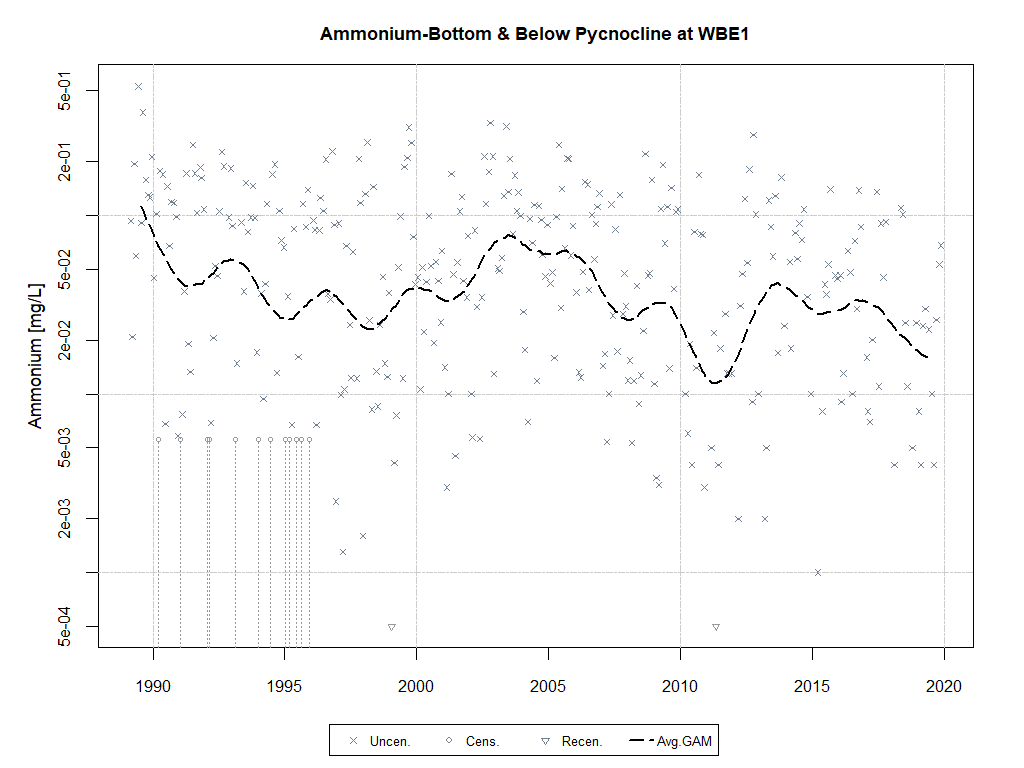 Ammonium-Bottom & Below Pycnocline at WBE1
Ammonium [mg/L]
5e-01
2e-01
5e-02
2e-02
5e-03
2e-03
5e-04
1990 1995 2000 2005 2010 2015 2020
Uncen. Cens. Recen. Avg.GAM